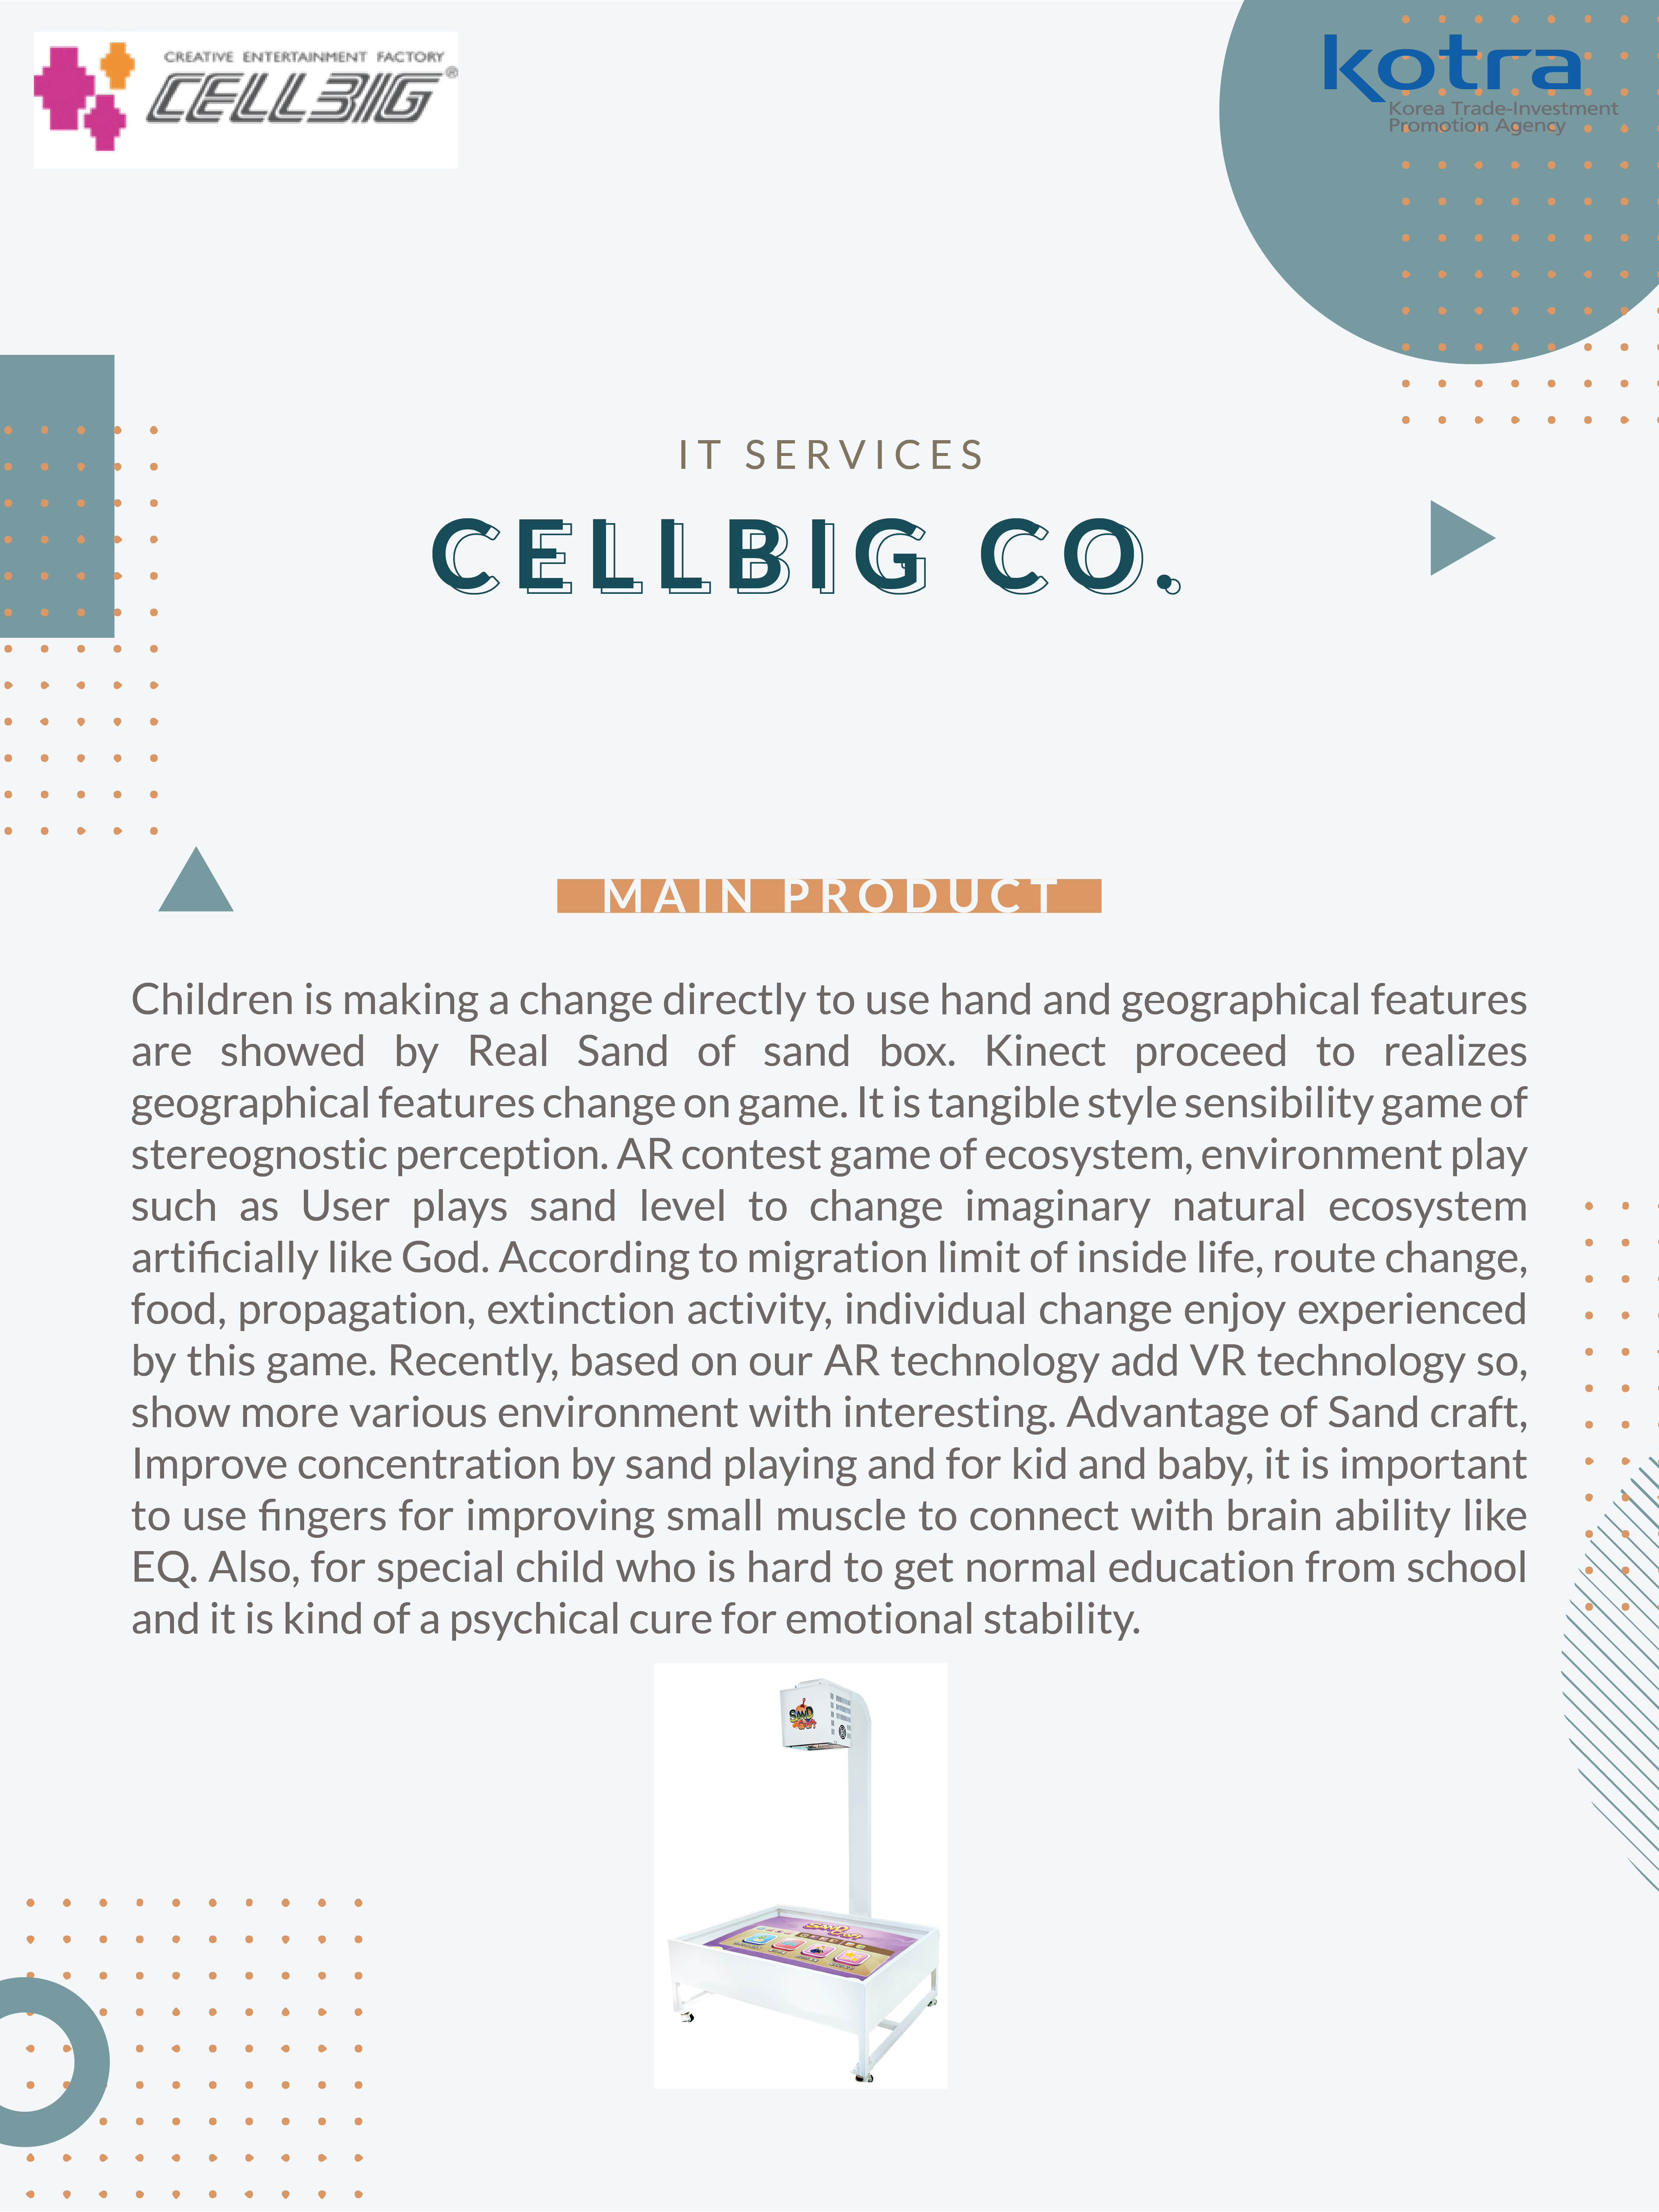 CREATIVE ENTERTAINMENT FACTORY
CELLBIG®
kotra
Korea Trade-Investment
Promotion Agency
IT SERVICES
CELLBIG CO.
MAIN PRODUCT
Children is making a change directly to use hand and geographical features
are showed by Real Sand of sand box. Kinect proceed to realizes
geographical features change on game. It is tangible style sensibility game of
stereognostic perception. AR contest game of ecosystem, environment play
such as User plays sand level to change imaginary natural ecosystem
artificially like God. According to migration limit of inside life, route change,
food, propagation, extinction activity, individual change enjoy experienced
by this game. Recently, based on our AR technology add VR technology so,
show more various environment with interesting. Advantage of Sand craft,
Improve concentration by sand playing and for kid and baby, it is important
to use fingers for improving small muscle to connect with brain ability like
EQ. Also, for special child who is hard to get normal education from school
and it is kind of a psychical cure for emotional stability.
SAND
CRAFT
SAND CRAFT